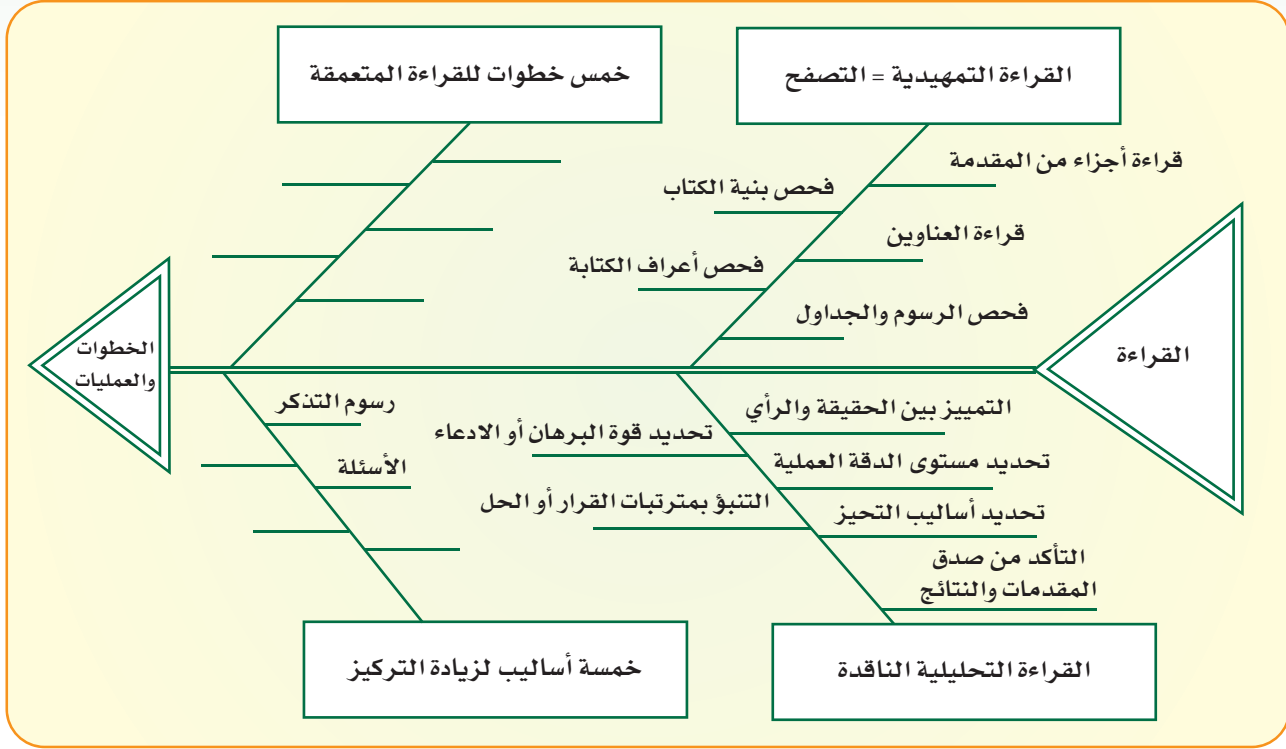 القراءة التمهيدية = التصفح
خمس خطوات للقراءة المتعمقة
قراءة أجزاء من المقدمة
فحص بنية الكتاب
قراءة العناوين
فحص أعراف الكتابة
فحص الرسوم والجداول
القراءة
الخطوات
والعمليات
التمييز بين الحقيقة والرأي
تحديد قوة البرهان أو الادعاء
تحديد مستوى الدقة العملية
التنبؤ بمترتبات القرار أو الحل
تحديد أساليب التحيز
التأكد من صدق
المقدمات والنتائج
رسوم التذكر
الأسئلة
القراءة التحليلية الناقدة
خمسة أساليب لزيادة التركيز